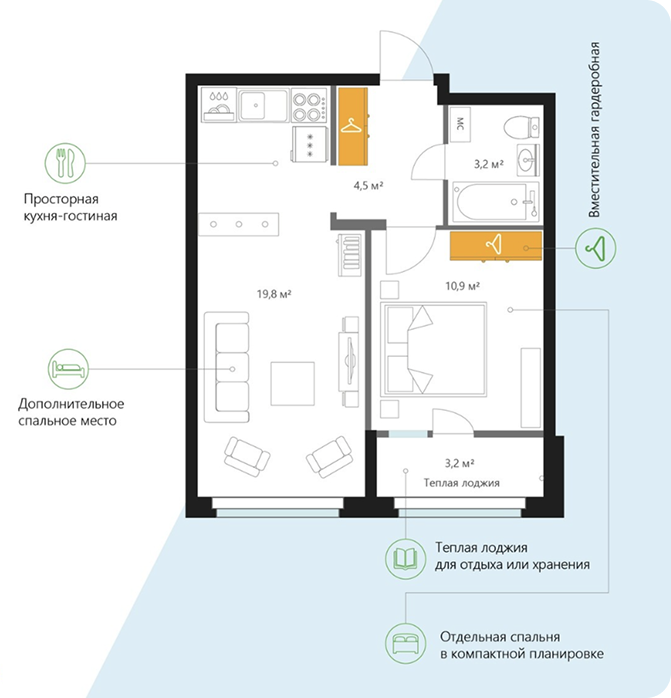 Вместительная гардеробная
МС
3,2 м²
4,5 м²
Просторная
кухня-гостиная
10,9 м²
19,8 м²
Дополнительное
спальное место
3,2 м²
Теплая лоджия
Теплая лоджия
для отдыха или хранения
Отдельная спальня
в компактной планировке